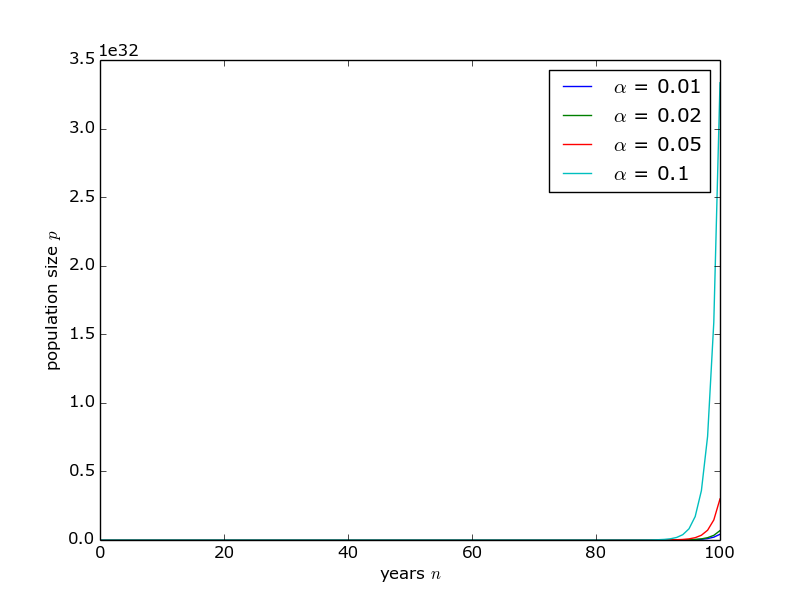 1e32
3.5
3.0
2.5
2.0
1.5
1.0
0.5
0.0
population size p
α = 0.01
α = 0.02
α = 0.05
α = 0.1
0 20 40 60 80 100
years n